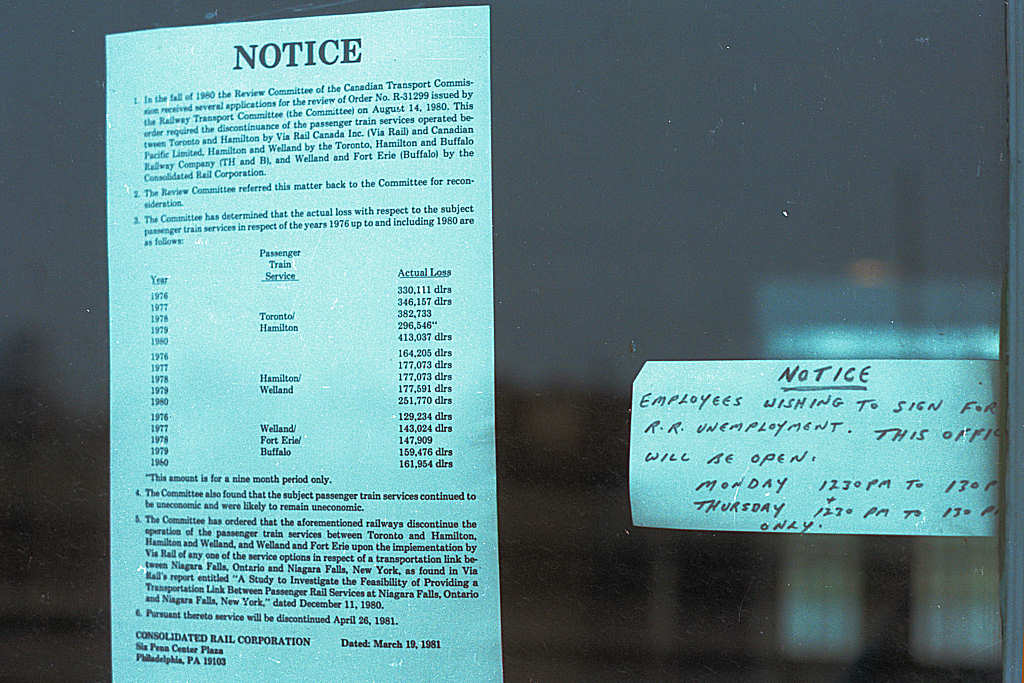 NOTICE
1. In the fall of 1980 the Review Committee of the Canadian Transport Commis-
sion received several applications for the review of Order No. R-31299 issued by
the Railway Transport Committee (the Committee) on August 14, 1980. This
order required the discontinuance of the passenger train services operated be-
tween Toronto and Hamilton by Via Rail Canada Inc. (Via Rail) and Canadian
Pacific Limited, Hamilton and Welland by the Toronto, Hamilton and Buffalo
Railway Company (TH and B), and Welland and Fort Erie (Buffalo) by the
Consolidated Rail Corporation.
2. The Review Committee referred this matter back to the Committee for recon-
sideration.
3. The Committee has determined that the actual loss with respect to the subject
passenger train services in respect of the years 1976 up to and including 1980 are
as follows:
Passenger
Train
Year Service Actual Loss
1976 330,111 dlrs
1977 346,157 dlrs
1978 Toronto/ 382,733
1979 Hamilton 296,546"
1980 413,037 dlrs
1976 164,205 dlrs
1977 177,073 dlrs
1978 Hamilton/ 177,073 dlrs
1979 Welland 177,591 dlrs
1980 251,770 dlrs
1976 129,234 dlrs
1977 Welland/ 143,024 dlrs
1978 Fort Erie/ 147,909
1979 Buffalo 159,476 dlrs
1980 161,954 dlrs
"This amount is for a nine month period only.
4. The Committee also found that the subject passenger train services continued to
be uneconomic and were likely to remain uneconomic.
5. The Committee has ordered that the aforementioned railways discontinue the
operation of the passenger train services between Toronto and Hamilton,
Hamilton and Welland, and Welland and Fort Erie upon the implementation by
Via Rail of any one of the service options in respect of a transportation link be-
tween Niagara Falls, Ontario and Niagara Falls, New York, as found in Via
Rail's report entitled "A Study to Investigate the Feasibility of Providing a
Transportation Link Between Passenger Rail Services at Niagara Falls, Ontario
and Niagara Falls, New York," dated December 11, 1980.
6. Pursuant thereto service will be discontinued April 26, 1981.
CONSOLIDATED RAIL CORPORATION Dated: March 19, 1981
Six Penn Center Plaza
Philadelphia, PA 19103
NOTICE
EMPLOYEES WISHING TO SIGN FOR
R.R. UNEMPLOYMENT. THIS OFFIC
WILL BE OPEN:
MONDAY 1230 PM TO 130 P
+
THURSDAY 1230 PM TO 130 P
ONLY.